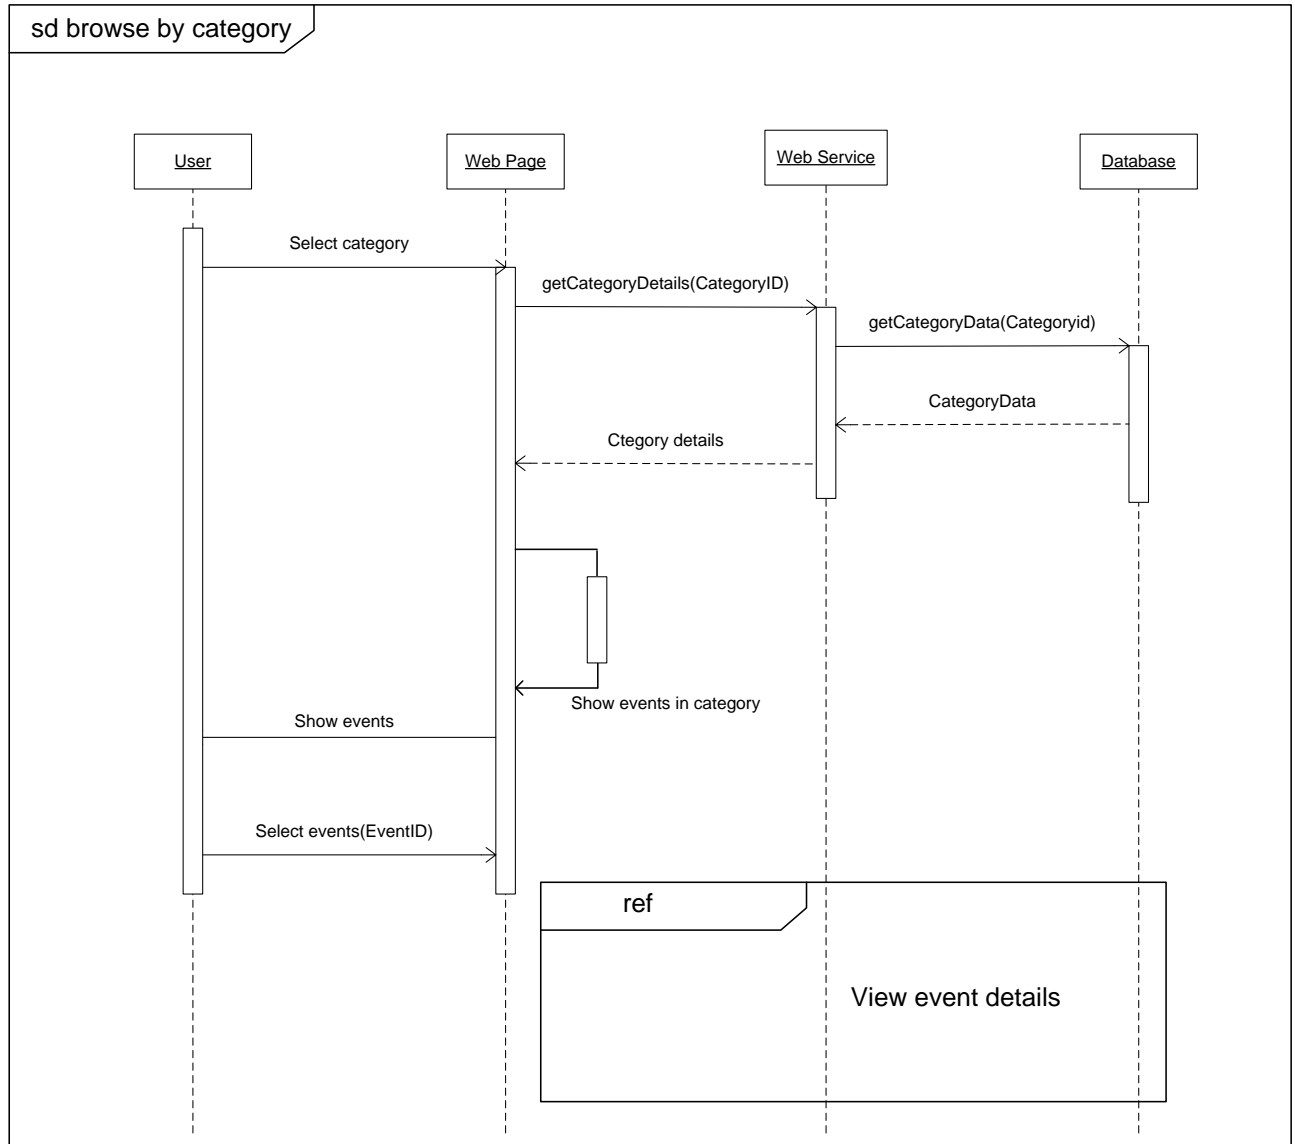 sd browse by category
User
Web Page
Web Service
Database
Select category
getCategoryDetails(CategoryID)
getCategoryData(Categoryid)
CategoryData
Ctegory details
Show events in category
Show events
Select events(EventID)
ref
View event details